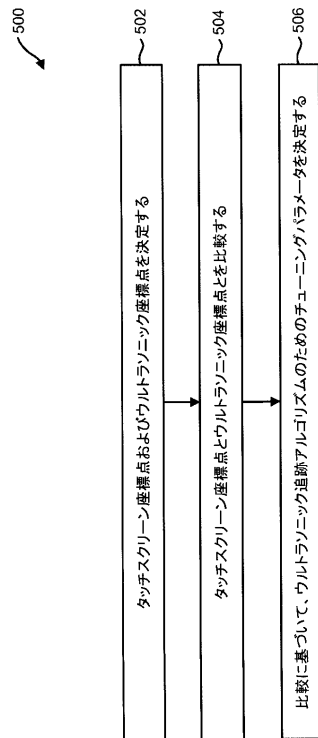 500
502
タッチスクリーン座標点およびウルトラソニック座標点を決定する
504
タッチスクリーン座標点とウルトラソニック座標点とを比較する
506
比較に基づいて、ウルトラソニック追跡アルゴリズムのためのチューニングパラメータを決定する